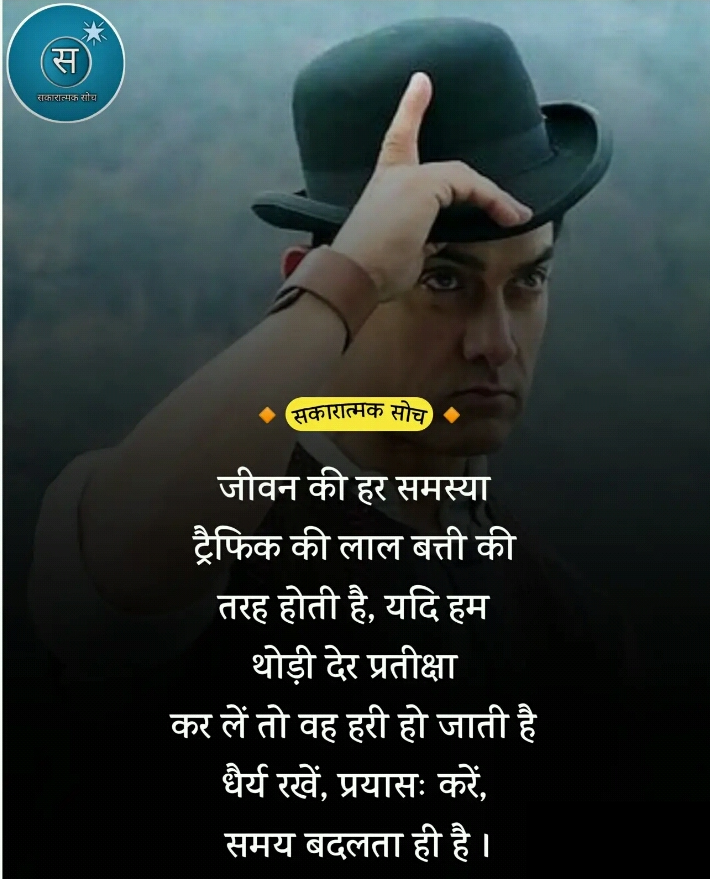 स
सकारात्मक सोच
सकारात्मक सोच
जीवन की हर समस्या
ट्रैफिक की लाल बत्ती की
तरह होती है, यदि हम
थोड़ी देर प्रतीक्षा
कर लें तो वह हरी हो जाती है
धैर्य रखें, प्रयासः करें,
समय बदलता ही है ।